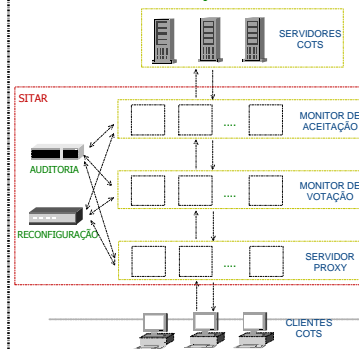 SERVIDORES
COTS
SITAR
....
MONITOR DE
ACEITAÇÃO
AUDITORIA
....
MONITOR DE
VOTAÇÃO
RECONFIGURAÇÃO
....
SERVIDOR
PROXY
CLIENTES
COTS